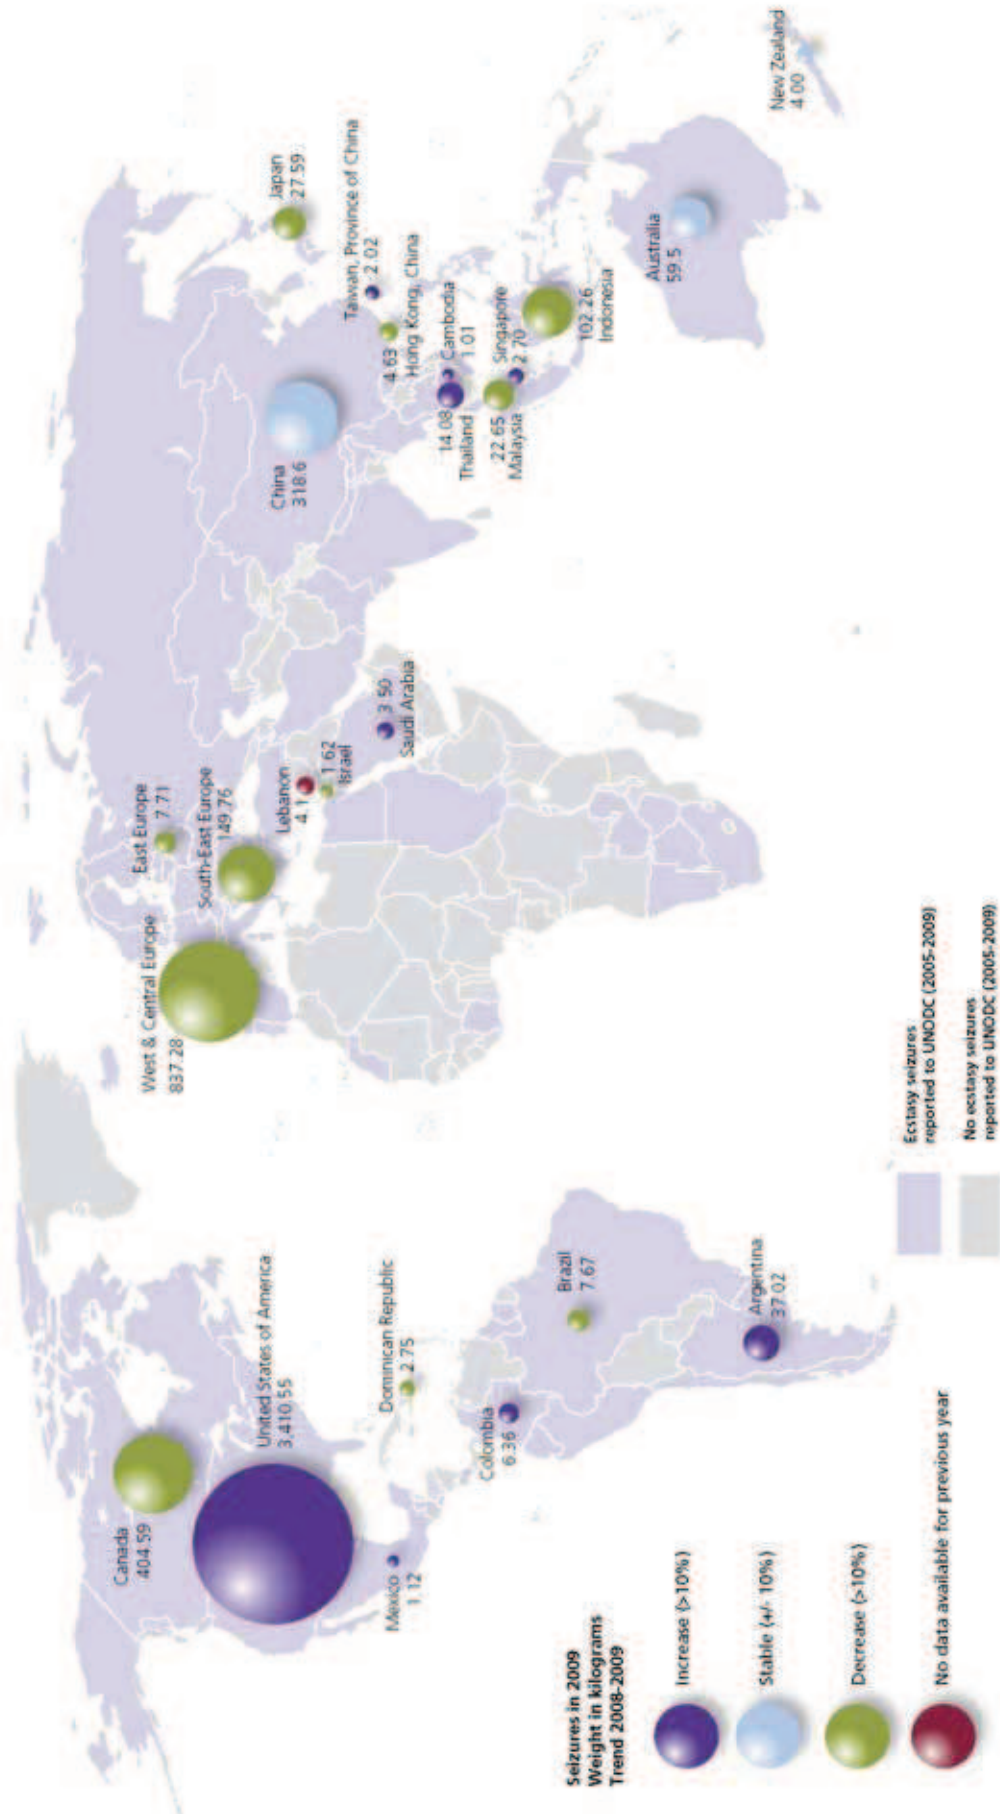 Canada
404.59
United States of America
3,410.55
Mexico
1.12
Dominican Republic
2.75
Colombia
6.36
Brazil
7.67
Argentina
37.02
West & Central Europe
837.28
East Europe
7.71
South-East Europe
149.76
Lebanon
4.1
1.62
Israel
3.50
Saudi Arabia
China
318.6
Japan
27.59
Taiwan, Province of China
2.02
4.63
Hong Kong, China
Cambodia
1.01
14.08
Thailand
22.65
Malaysia
Singapore
2.70
102.26
Indonesia
Australia
59.5
New Zealand
4.00
Seizures in 2009
Weight in kilograms
Trend 2008-2009
Increase (>10%)
Stable (+/- 10%)
Decrease (>10%)
No data available for previous year
Ecstasy seizures
reported to UNODC (2005-2009)
No ecstasy seizures
reported to UNODC (2005-2009)